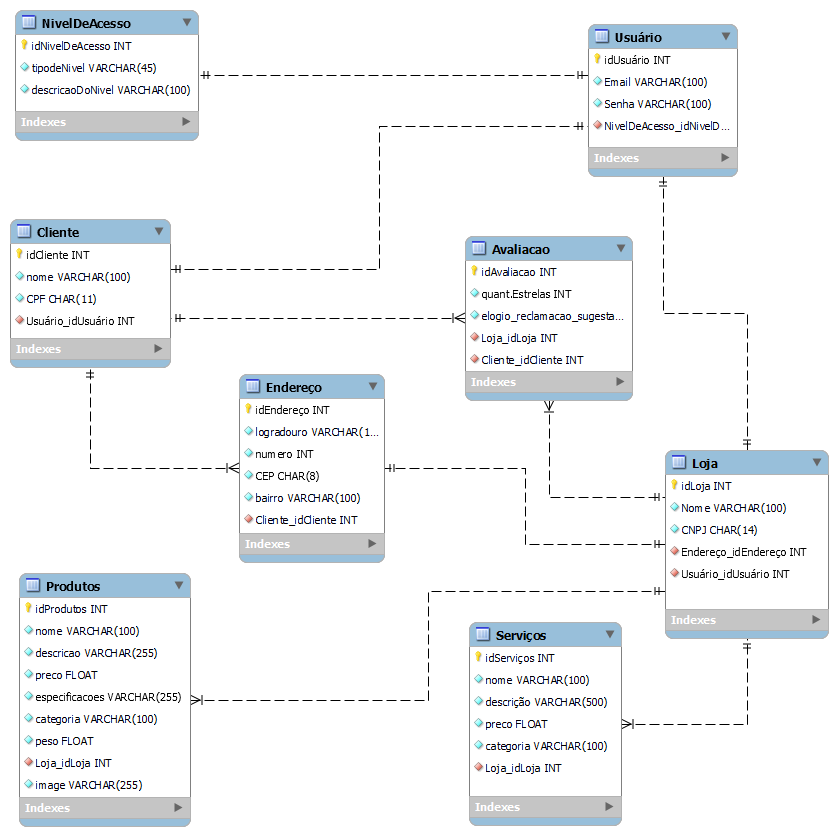 NivelDeAcesso
idNivelDeAcesso INT
tipodeNivel VARCHAR(45)
descricaoDoNivel VARCHAR(100)
Indexes
Usuário
idUsuário INT
Email VARCHAR(100)
Senha VARCHAR(100)
NivelDeAcesso_idNivelD...
Indexes
Cliente
idCliente INT
nome VARCHAR(100)
CPF CHAR(11)
Usuário_idUsuário INT
Indexes
Avaliacao
idAvaliacao INT
quant.Estrelas INT
elogio_reclamacao_sugesta...
Loja_idLoja INT
Cliente_idCliente INT
Indexes
Endereço
idEndereço INT
logradouro VARCHAR(1...
numero INT
CEP CHAR(8)
bairro VARCHAR(100)
Cliente_idCliente INT
Indexes
Loja
idLoja INT
Nome VARCHAR(100)
CNPJ CHAR(14)
Endereço_idEndereço INT
Usuário_idUsuário INT
Indexes
Produtos
idProdutos INT
nome VARCHAR(100)
descricao VARCHAR(255)
preco FLOAT
especificacoes VARCHAR(255)
categoria VARCHAR(100)
peso FLOAT
Loja_idLoja INT
image VARCHAR(255)
Indexes
Serviços
idServiços INT
nome VARCHAR(100)
descrição VARCHAR(500)
preco FLOAT
categoria VARCHAR(100)
Loja_idLoja INT
Indexes